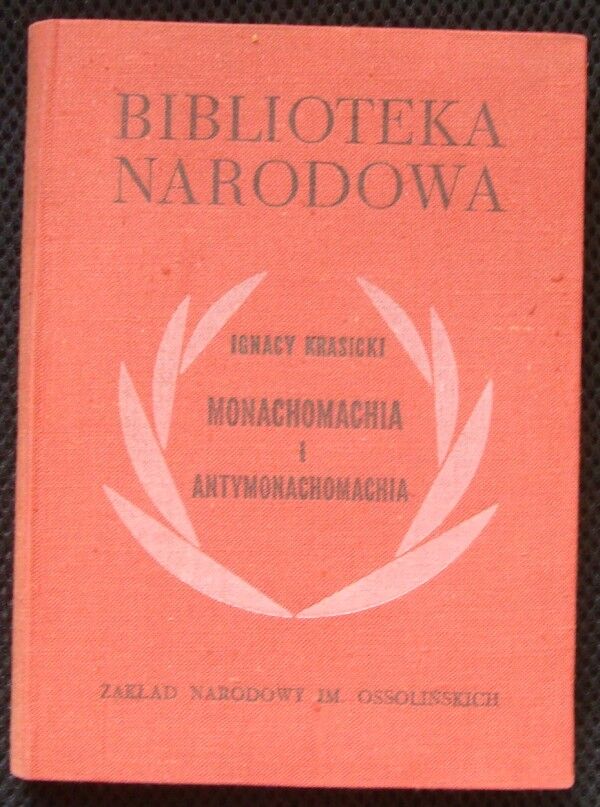 BIBLIOTEKA
NARODOWA
IGNACY KRASICKI
MONACHOMACHIA
I
ANTYMONACHOMACHIA
ZAKŁAD NARODOWY IM. OSSOLIŃSKICH